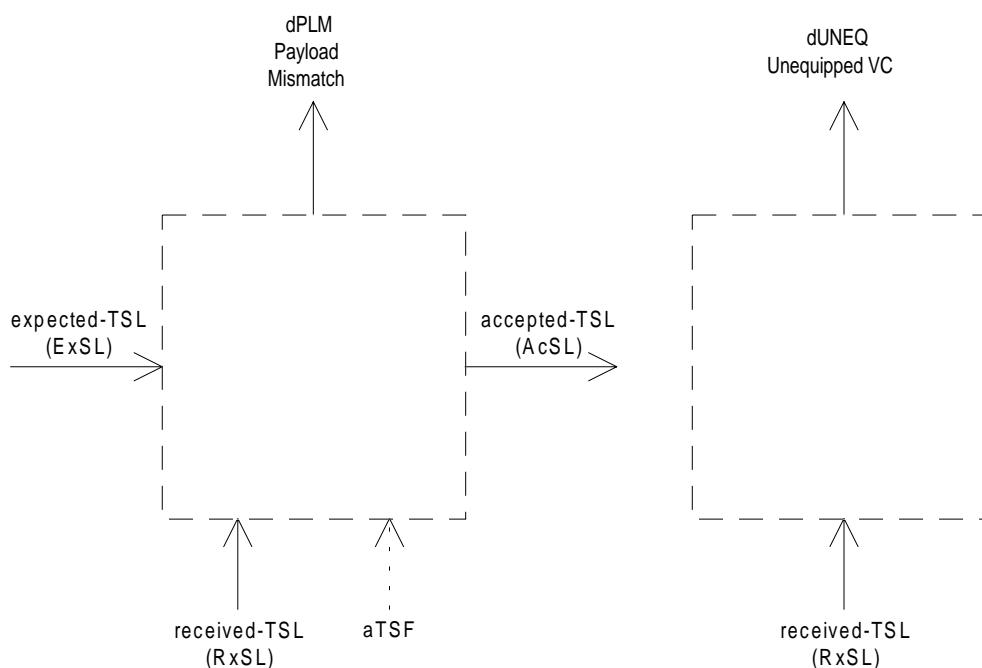 dPLM
Payload
Mismatch
dUNEQ
Unequipped VC
expected-TSL
(ExSL)
accepted-TSL
(AcSL)
received-TSL
(RxSL)
aTSF
received-TSL
(RxSL)